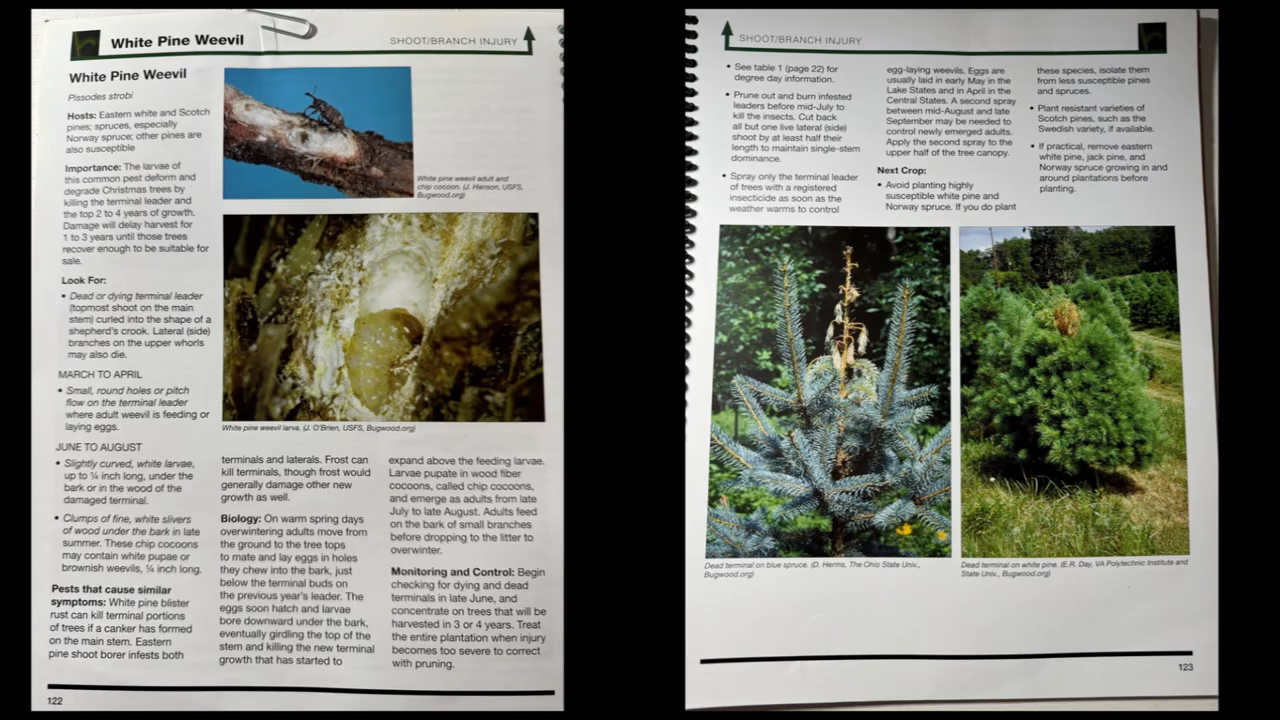 White Pine Weevil
SHOOT/BRANCH INJURY
White Pine Weevil
Pissodes strobi
Hosts: Eastern white and Scotch
pines; spruces, especially
Norway spruce; other pines are
also susceptible
Importance: The larvae of
this common pest deform and
degrade Christmas trees by
killing the terminal leader and
the top 2 to 4 years of growth.
Damage will delay harvest for
1 to 3 years until those trees
recover enough to be suitable for
sale.
Look For:
• Dead or dying terminal leader
(topmost shoot on the main
stem) curled into the shape of a
shepherd's crook. Lateral (side)
branches on the upper whorls
may also die.
MARCH TO APRIL
• Small, round holes or pitch
flow on the terminal leader
where adult weevil is feeding or
laying eggs.
JUNE TO AUGUST
• Slightly curved, white larvae,
up to ¼ inch long, under the
bark or in the wood of the
damaged terminal.
• Clumps of fine, white slivers
of wood under the bark in late
summer. These chip cocoons
may contain white pupae or
brownish weevils, ¼ inch long.
Pests that cause similar
symptoms: White pine blister
rust can kill terminal portions
of trees if a canker has formed
on the main stem. Eastern
pine shoot borer infests both
White pine weevil adult and
chip cocoon. (J. Hanson, USFS,
Bugwood.org)
White pine weevil larva. (J. O'Brien, USFS, Bugwood.org)
terminals and laterals. Frost can
kill terminals, though frost would
generally damage other new
growth as well.
Biology: On warm spring days
overwintering adults move from
the ground to the tree tops
to mate and lay eggs in holes
they chew into the bark, just
below the terminal buds on
the previous year's leader. The
eggs soon hatch and larvae
bore downward under the bark,
eventually girdling the top of the
stem and killing the new terminal
growth that has started to
expand above the feeding larvae.
Larvae pupate in wood fiber
cocoons, called chip cocoons,
and emerge as adults from late
July to late August. Adults feed
on the bark of small branches
before dropping to the litter to
overwinter.
Monitoring and Control: Begin
checking for dying and dead
terminals in late June, and
concentrate on trees that will be
harvested in 3 or 4 years. Treat
the entire plantation when injury
becomes too severe to correct
with pruning.
122
SHOOT/BRANCH INJURY
• See table 1 (page 22) for
degree day information.
• Prune out and burn infested
leaders before mid-July to
kill the insects. Cut back
all but one live lateral (side)
shoot by at least half their
length to maintain single-stem
dominance.
• Spray only the terminal leader
of trees with a registered
insecticide as soon as the
weather warms to control
egg-laying weevils. Eggs are
usually laid in early May in the
Lake States and in April in the
Central States. A second spray
between mid-August and late
September may be needed to
control newly emerged adults.
Apply the second spray to the
upper half of the tree canopy.
Next Crop:
• Avoid planting highly
susceptible white pine and
Norway spruce. If you do plant
these species, isolate them
from less susceptible pines
and spruces.
• Plant resistant varieties of
Scotch pines, such as the
Swedish variety, if available.
• If practical, remove eastern
white pine, jack pine, and
Norway spruce growing in and
around plantations before
planting.
Dead terminal on blue spruce. (D. Herms, The Ohio State Univ.,
Bugwood.org)
Dead terminal on white pine. (E.R. Day, VA Polytechnic Institute and
State Univ., Bugwood.org)
123